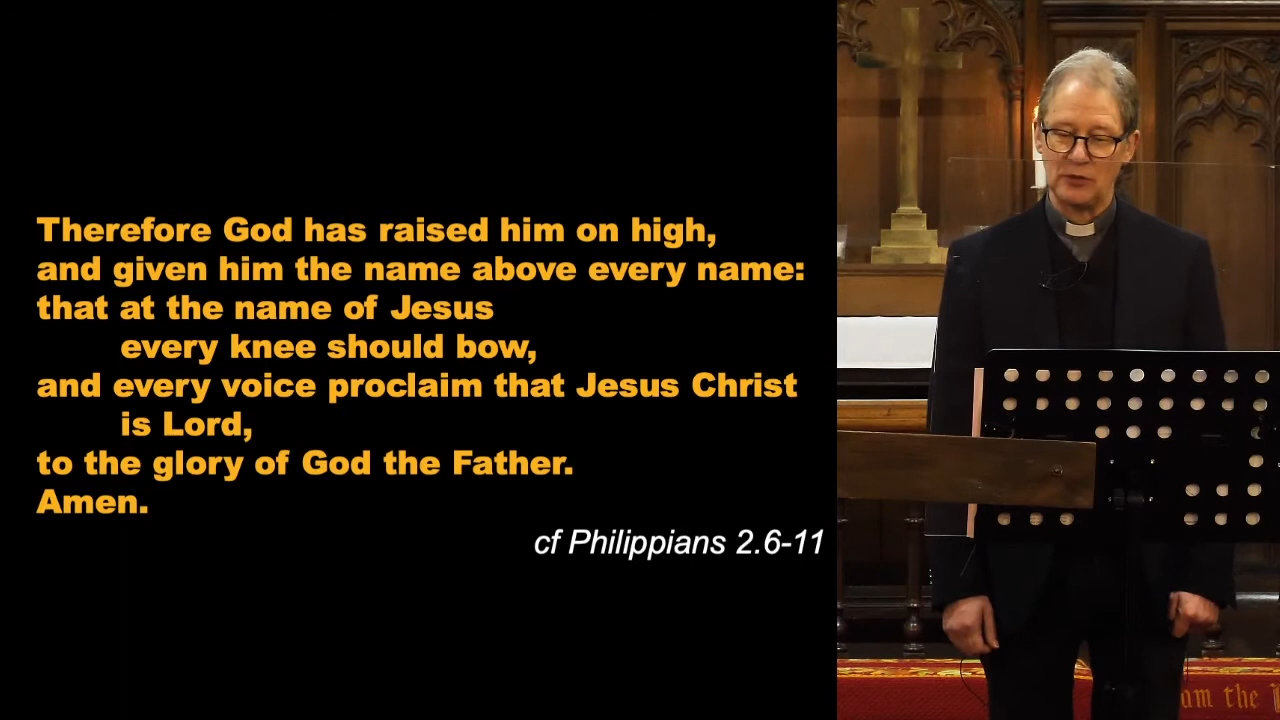 Therefore God has raised him on high,
and given him the name above every name:
that at the name of Jesus
every knee should bow,
and every voice proclaim that Jesus Christ
is Lord,
to the glory of God the Father.
Amen.
cf Philippians 2.6-11
am the